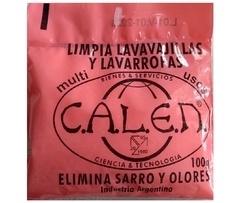 LIMPIA LAVAVAJILLAS
Y LAVARROPAS
multi uso
BIENES & SERVICIOS
C.A.L.E.N.
CIENCIA & TECNOLOGIA
100g
ELIMINA SARRO Y OLORES
Industria Argentina